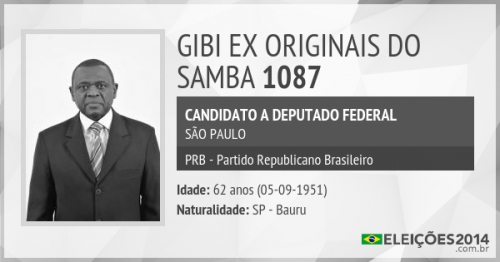 GIBI EX ORIGINAIS DO
SAMBA 1087
CANDIDATO A DEPUTADO FEDERAL
SÃO PAULO
PRB - Partido Republicano Brasileiro
Idade: 62 anos (05-09-1951)
Naturalidade: SP - Bauru
ELEIÇÕES2014
.com.br